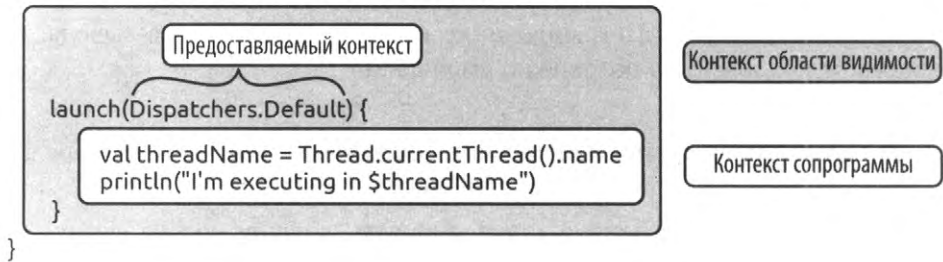 Предоставляемый контекст
Контекст области видимости
launch(Dispatchers.Default) {
val threadName = Thread.currentThread().name
println("I'm executing in $threadName")
Контекст сопрограммы
}
}